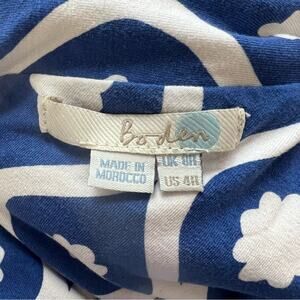 Boden
MADE IN
MOROCCO
UK 8R
US 4R